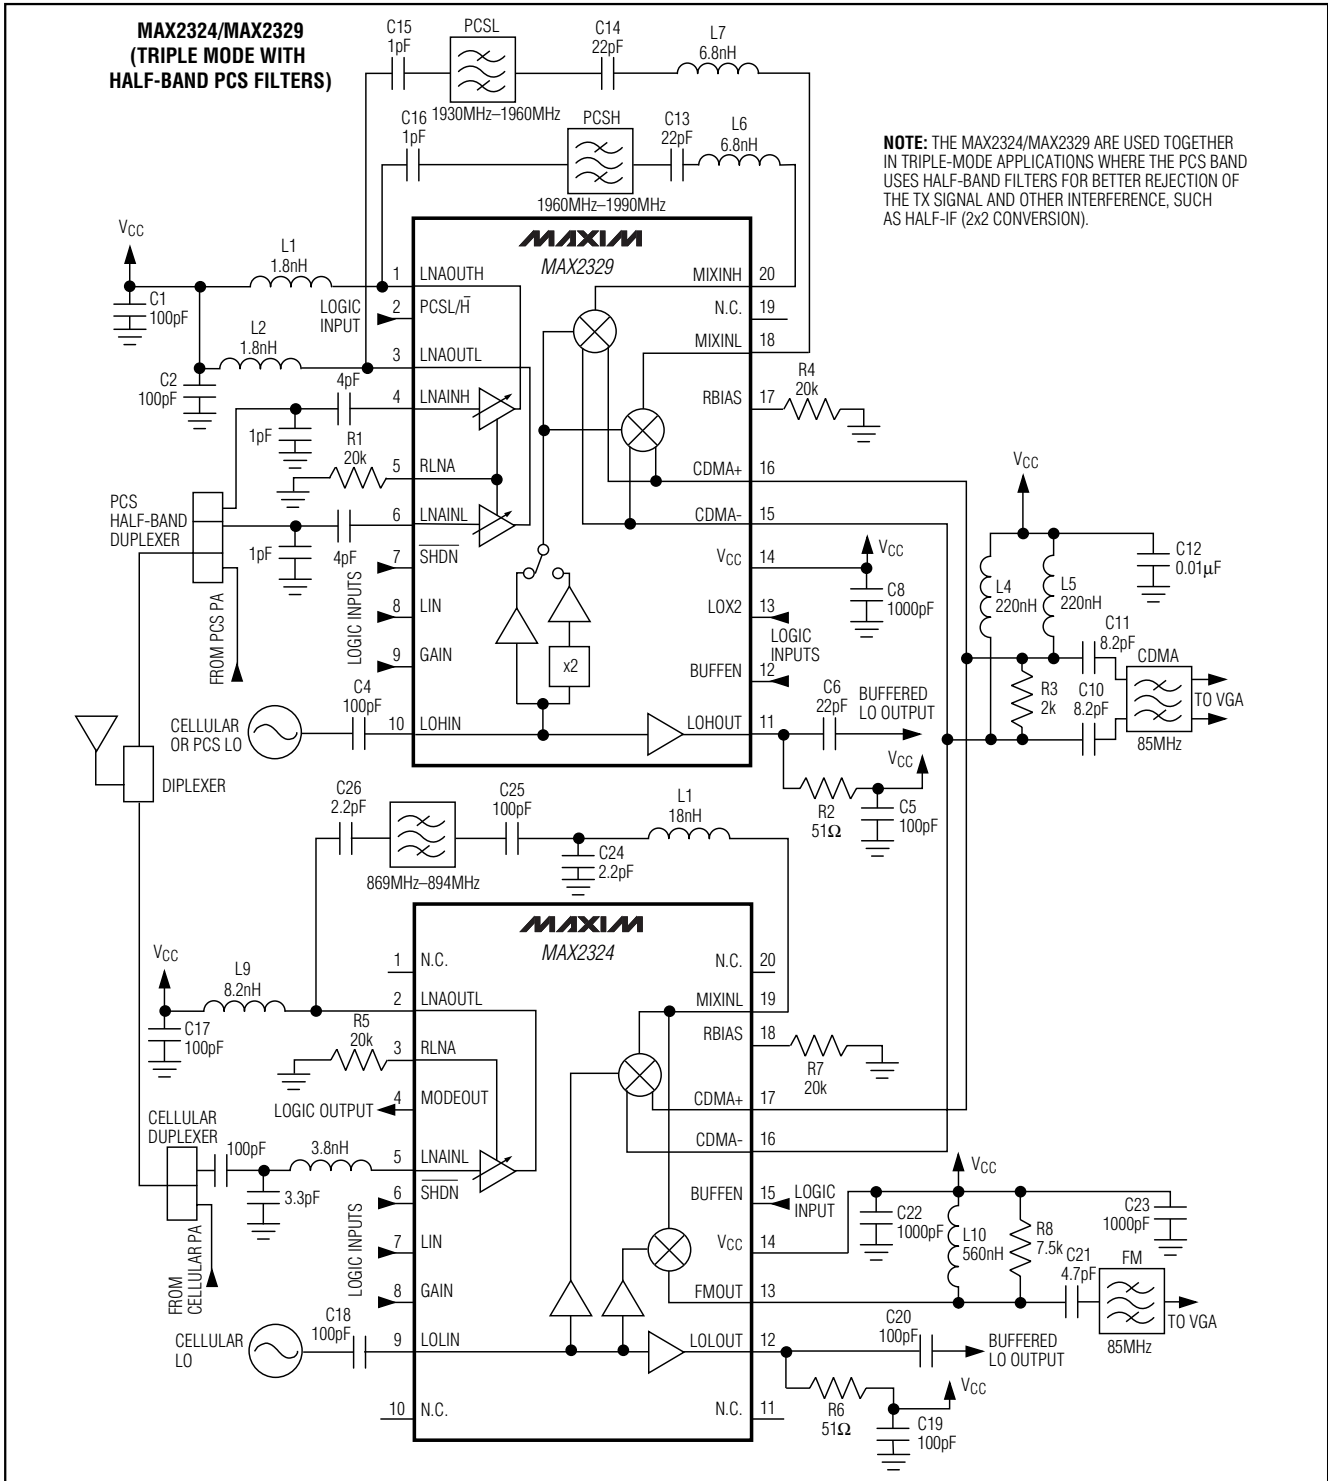 MAX2324/MAX2329
(TRIPLE MODE WITH
HALF-BAND PCS FILTERS)
C15
1pF
PCSL
1930MHz–1960MHz
C14
22pF
L7
6.8nH
C16
1pF
PCSH
1960MHz–1990MHz
C13
22pF
L6
6.8nH
NOTE: THE MAX2324/MAX2329 ARE USED TOGETHER
IN TRIPLE-MODE APPLICATIONS WHERE THE PCS BAND
USES HALF-BAND FILTERS FOR BETTER REJECTION OF
THE TX SIGNAL AND OTHER INTERFERENCE, SUCH
AS HALF-IF (2x2 CONVERSION).
VCC
C1
100pF
L1
1.8nH
L2
1.8nH
C2
100pF
LOGIC
INPUT
4pF
1pF
R1
20k
1pF
4pF
PCS
HALF-BAND
DUPLEXER
FROM PCS PA
LOGIC INPUTS
CELLULAR
OR PCS LO
C4
100pF
DIPLEXER
MAXIM
MAX2329
1 LNAOUTH
2 PCSL/H̅
3 LNAOUTL
4 LNAINH
5 RLNA
6 LNAINL
7 S̅H̅D̅N̅
8 LIN
9 GAIN
10 LOHIN
x2
MIXINH 20
N.C. 19
MIXINL 18
RBIAS 17
CDMA+ 16
CDMA- 15
VCC 14
LOX2 13
BUFFEN 12
LOHOUT 11
R4
20k
VCC
C8
1000pF
LOGIC
INPUTS
C6
22pF
BUFFERED
LO OUTPUT
VCC
R2
51Ω
C5
100pF
VCC
L4
220nH
L5
220nH
C12
0.01µF
C11
8.2pF
R3
2k
C10
8.2pF
CDMA
85MHz
TO VGA
C26
2.2pF
869MHz–894MHz
C25
100pF
C24
2.2pF
L1
18nH
VCC
L9
8.2nH
C17
100pF
R5
20k
LOGIC OUTPUT
CELLULAR
DUPLEXER
100pF
3.3pF
3.8nH
FROM
CELLULAR PA
LOGIC INPUTS
CELLULAR
LO
C18
100pF
MAXIM
MAX2324
1 N.C.
2 LNAOUTL
3 RLNA
4 MODEOUT
5 LNAINL
6 S̅H̅D̅N̅
7 LIN
8 GAIN
9 LOLIN
10 N.C.
N.C. 20
MIXINL 19
RBIAS 18
CDMA+ 17
CDMA- 16
BUFFEN 15
VCC 14
FMOUT 13
LOLOUT 12
N.C. 11
R7
20k
LOGIC
INPUT
VCC
C22
1000pF
L10
560nH
R8
7.5k
C23
1000pF
C21
4.7pF
FM
85MHz
TO VGA
C20
100pF
BUFFERED
LO OUTPUT
VCC
R6
51Ω
C19
100pF